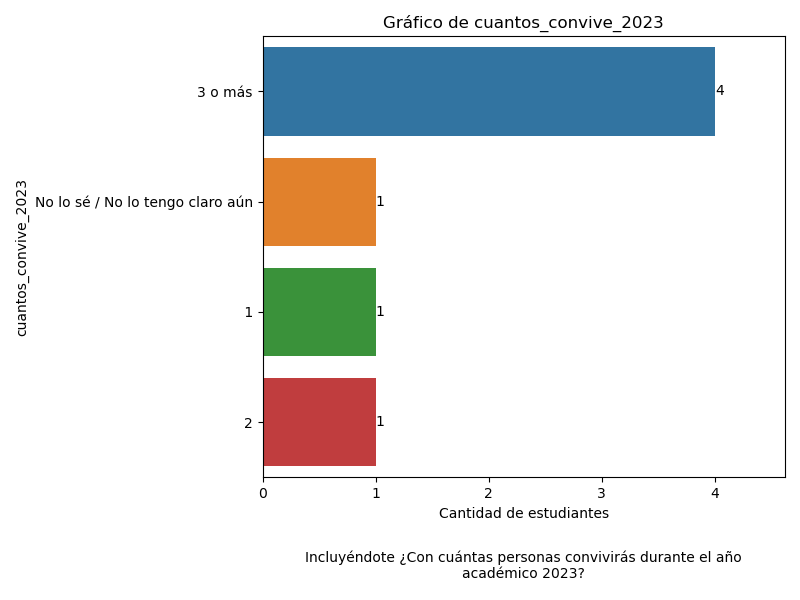 Gráfico de cuantos_convive_2023
3 o más
4
No lo sé / No lo tengo claro aún
1
1
1
2
1
cuantos_convive_2023
0 1 2 3 4
Cantidad de estudiantes
Incluyéndote ¿Con cuántas personas convivirás durante el año
académico 2023?